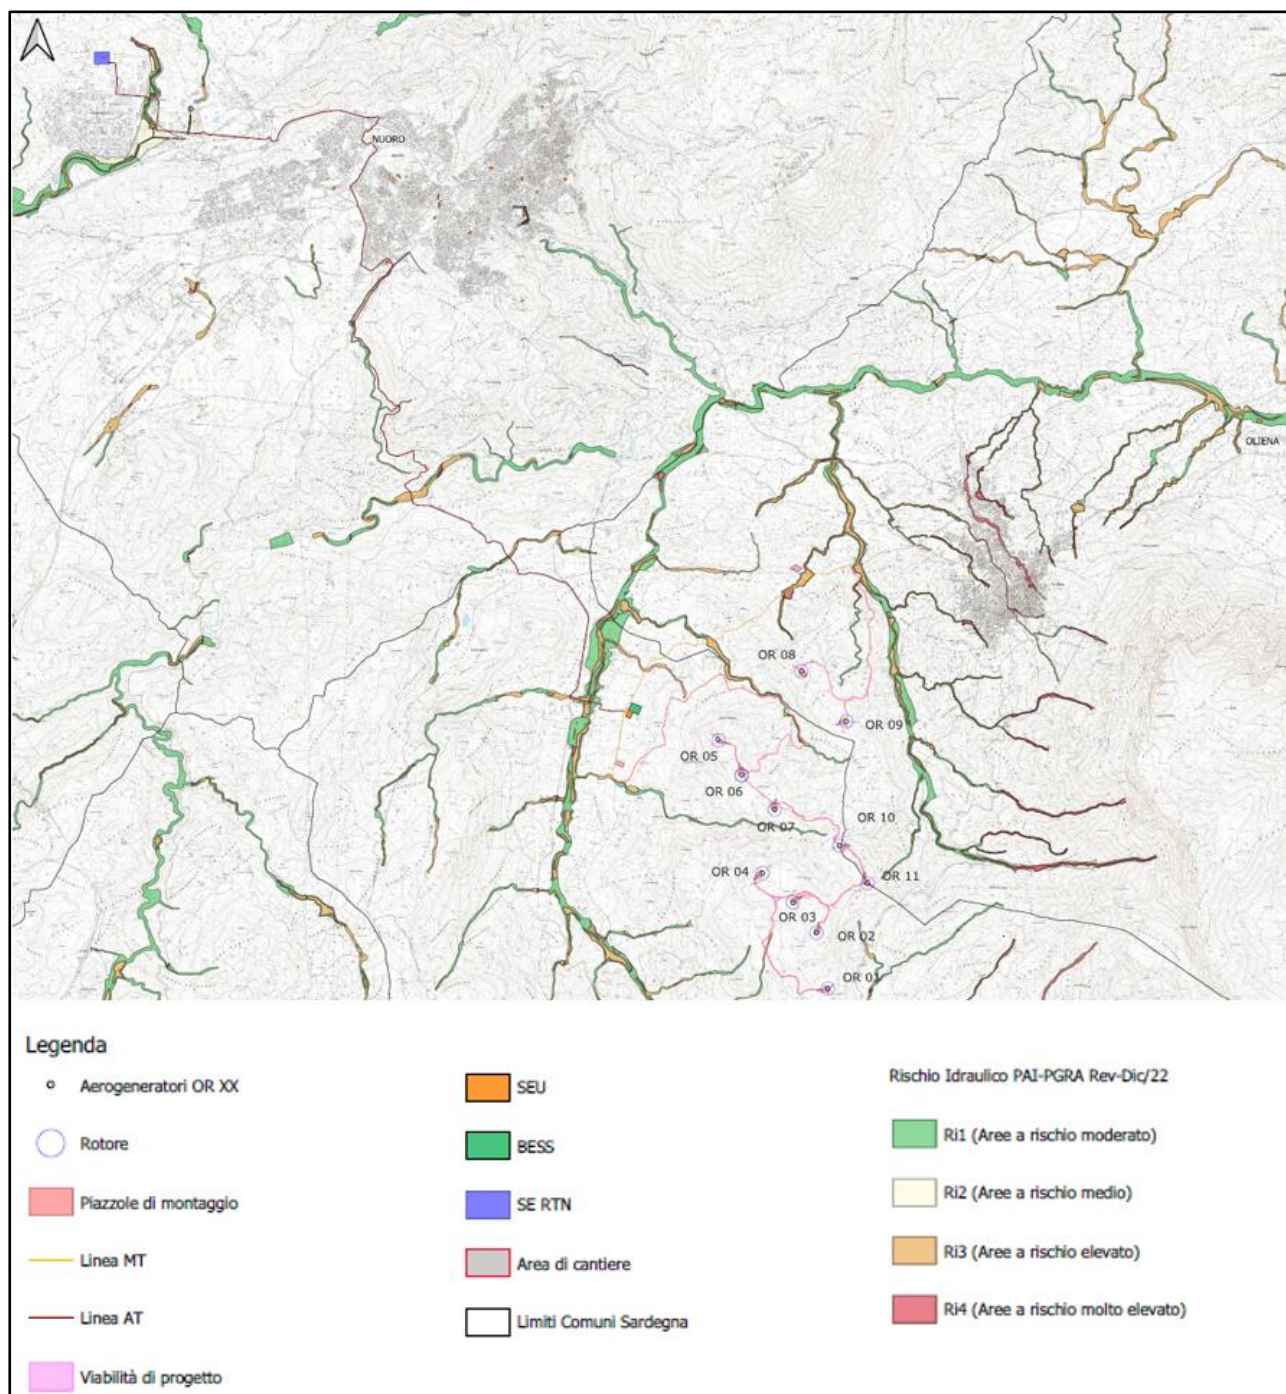 NUORO
OLIENA
OR 08
OR 09
OR 05
OR 06
OR 07
OR 10
OR 04
OR 11
OR 03
OR 02
OR 01
Legenda
Aerogeneratori OR XX
Rotore
Piazzole di montaggio
Linea MT
Linea AT
Viabilità di progetto
SEU
BESS
SE RTN
Area di cantiere
Limiti Comuni Sardegna
Rischio Idraulico PAI-PGRA Rev-Dic/22
Ri1 (Aree a rischio moderato)
Ri2 (Aree a rischio medio)
Ri3 (Aree a rischio elevato)
Ri4 (Aree a rischio molto elevato)